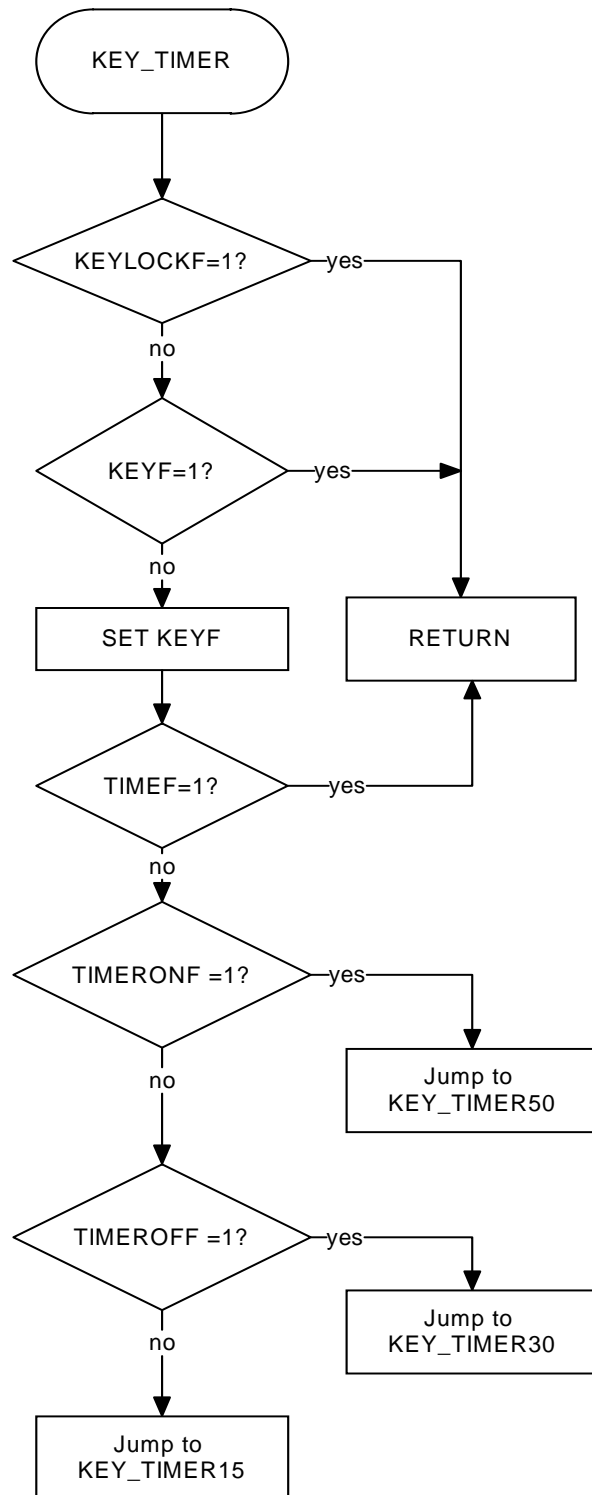 KEY_TIMER
KEYLOCKF=1?
yes
no
KEYF=1?
yes
no
SET KEYF
RETURN
TIMEF=1?
yes
no
TIMERONF =1?
yes
no
Jump to
KEY_TIMER50
TIMEROFF =1?
yes
no
Jump to
KEY_TIMER30
Jump to
KEY_TIMER15